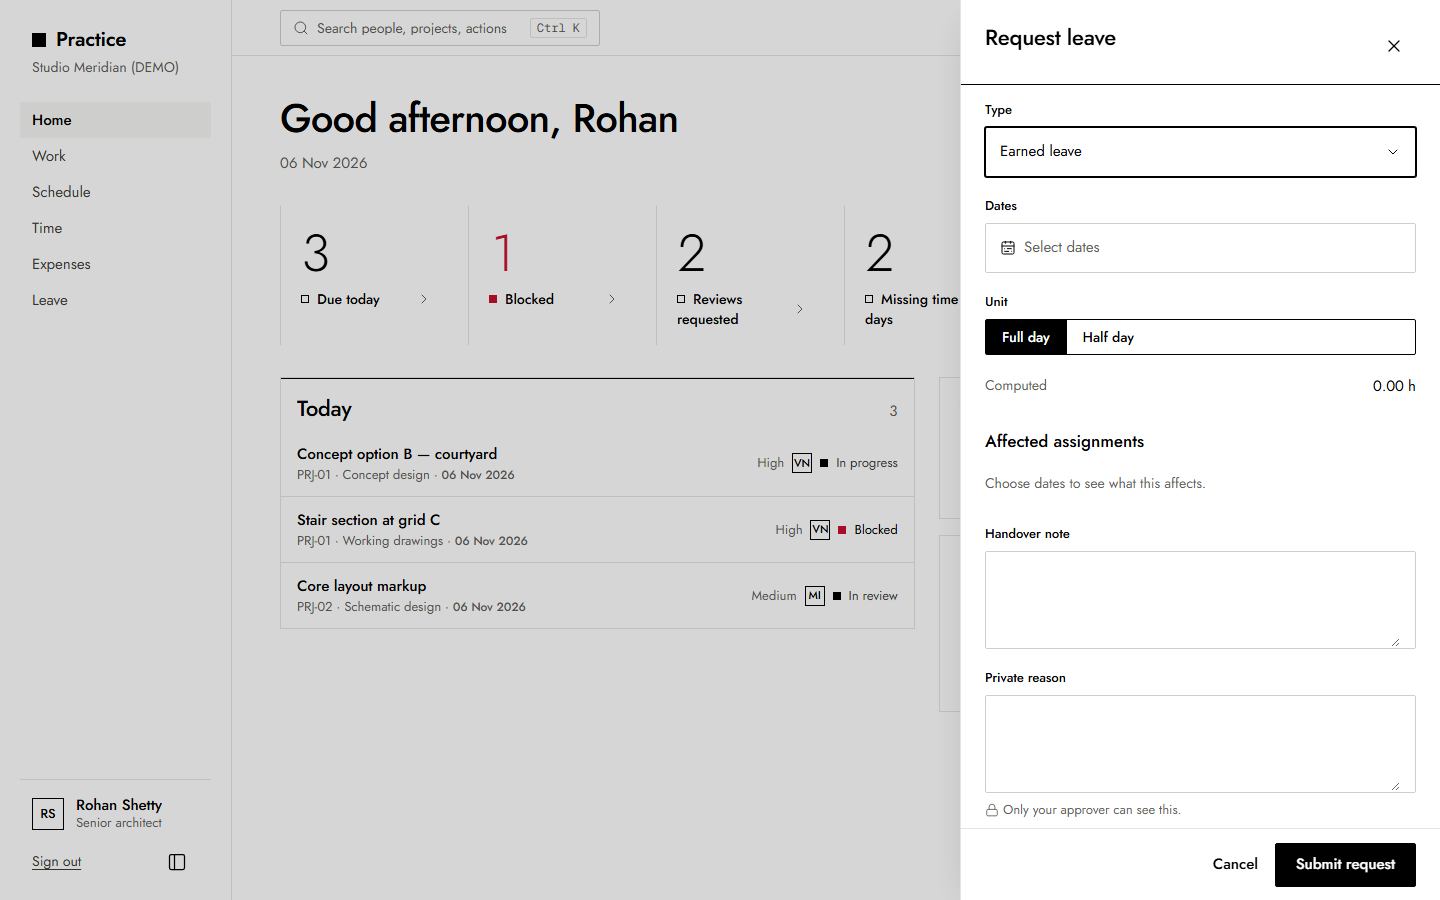 Practice
Studio Meridian (DEMO)
Home
Work
Schedule
Time
Expenses
Leave
RS
Rohan Shetty
Senior architect
Sign out
Search people, projects, actions
Ctrl K
Good afternoon, Rohan
06 Nov 2026
3
Due today
1
Blocked
2
Reviews
requested
2
Missing time
days
Today
3
Concept option B — courtyard
PRJ-01 · Concept design · 06 Nov 2026
High VN In progress
Stair section at grid C
PRJ-01 · Working drawings · 06 Nov 2026
High VN Blocked
Core layout markup
PRJ-02 · Schematic design · 06 Nov 2026
Medium MI In review
Request leave
Type
Earned leave
Dates
Select dates
Unit
Full day Half day
Computed 0.00 h
Affected assignments
Choose dates to see what this affects.
Handover note
Private reason
Only your approver can see this.
Cancel Submit request